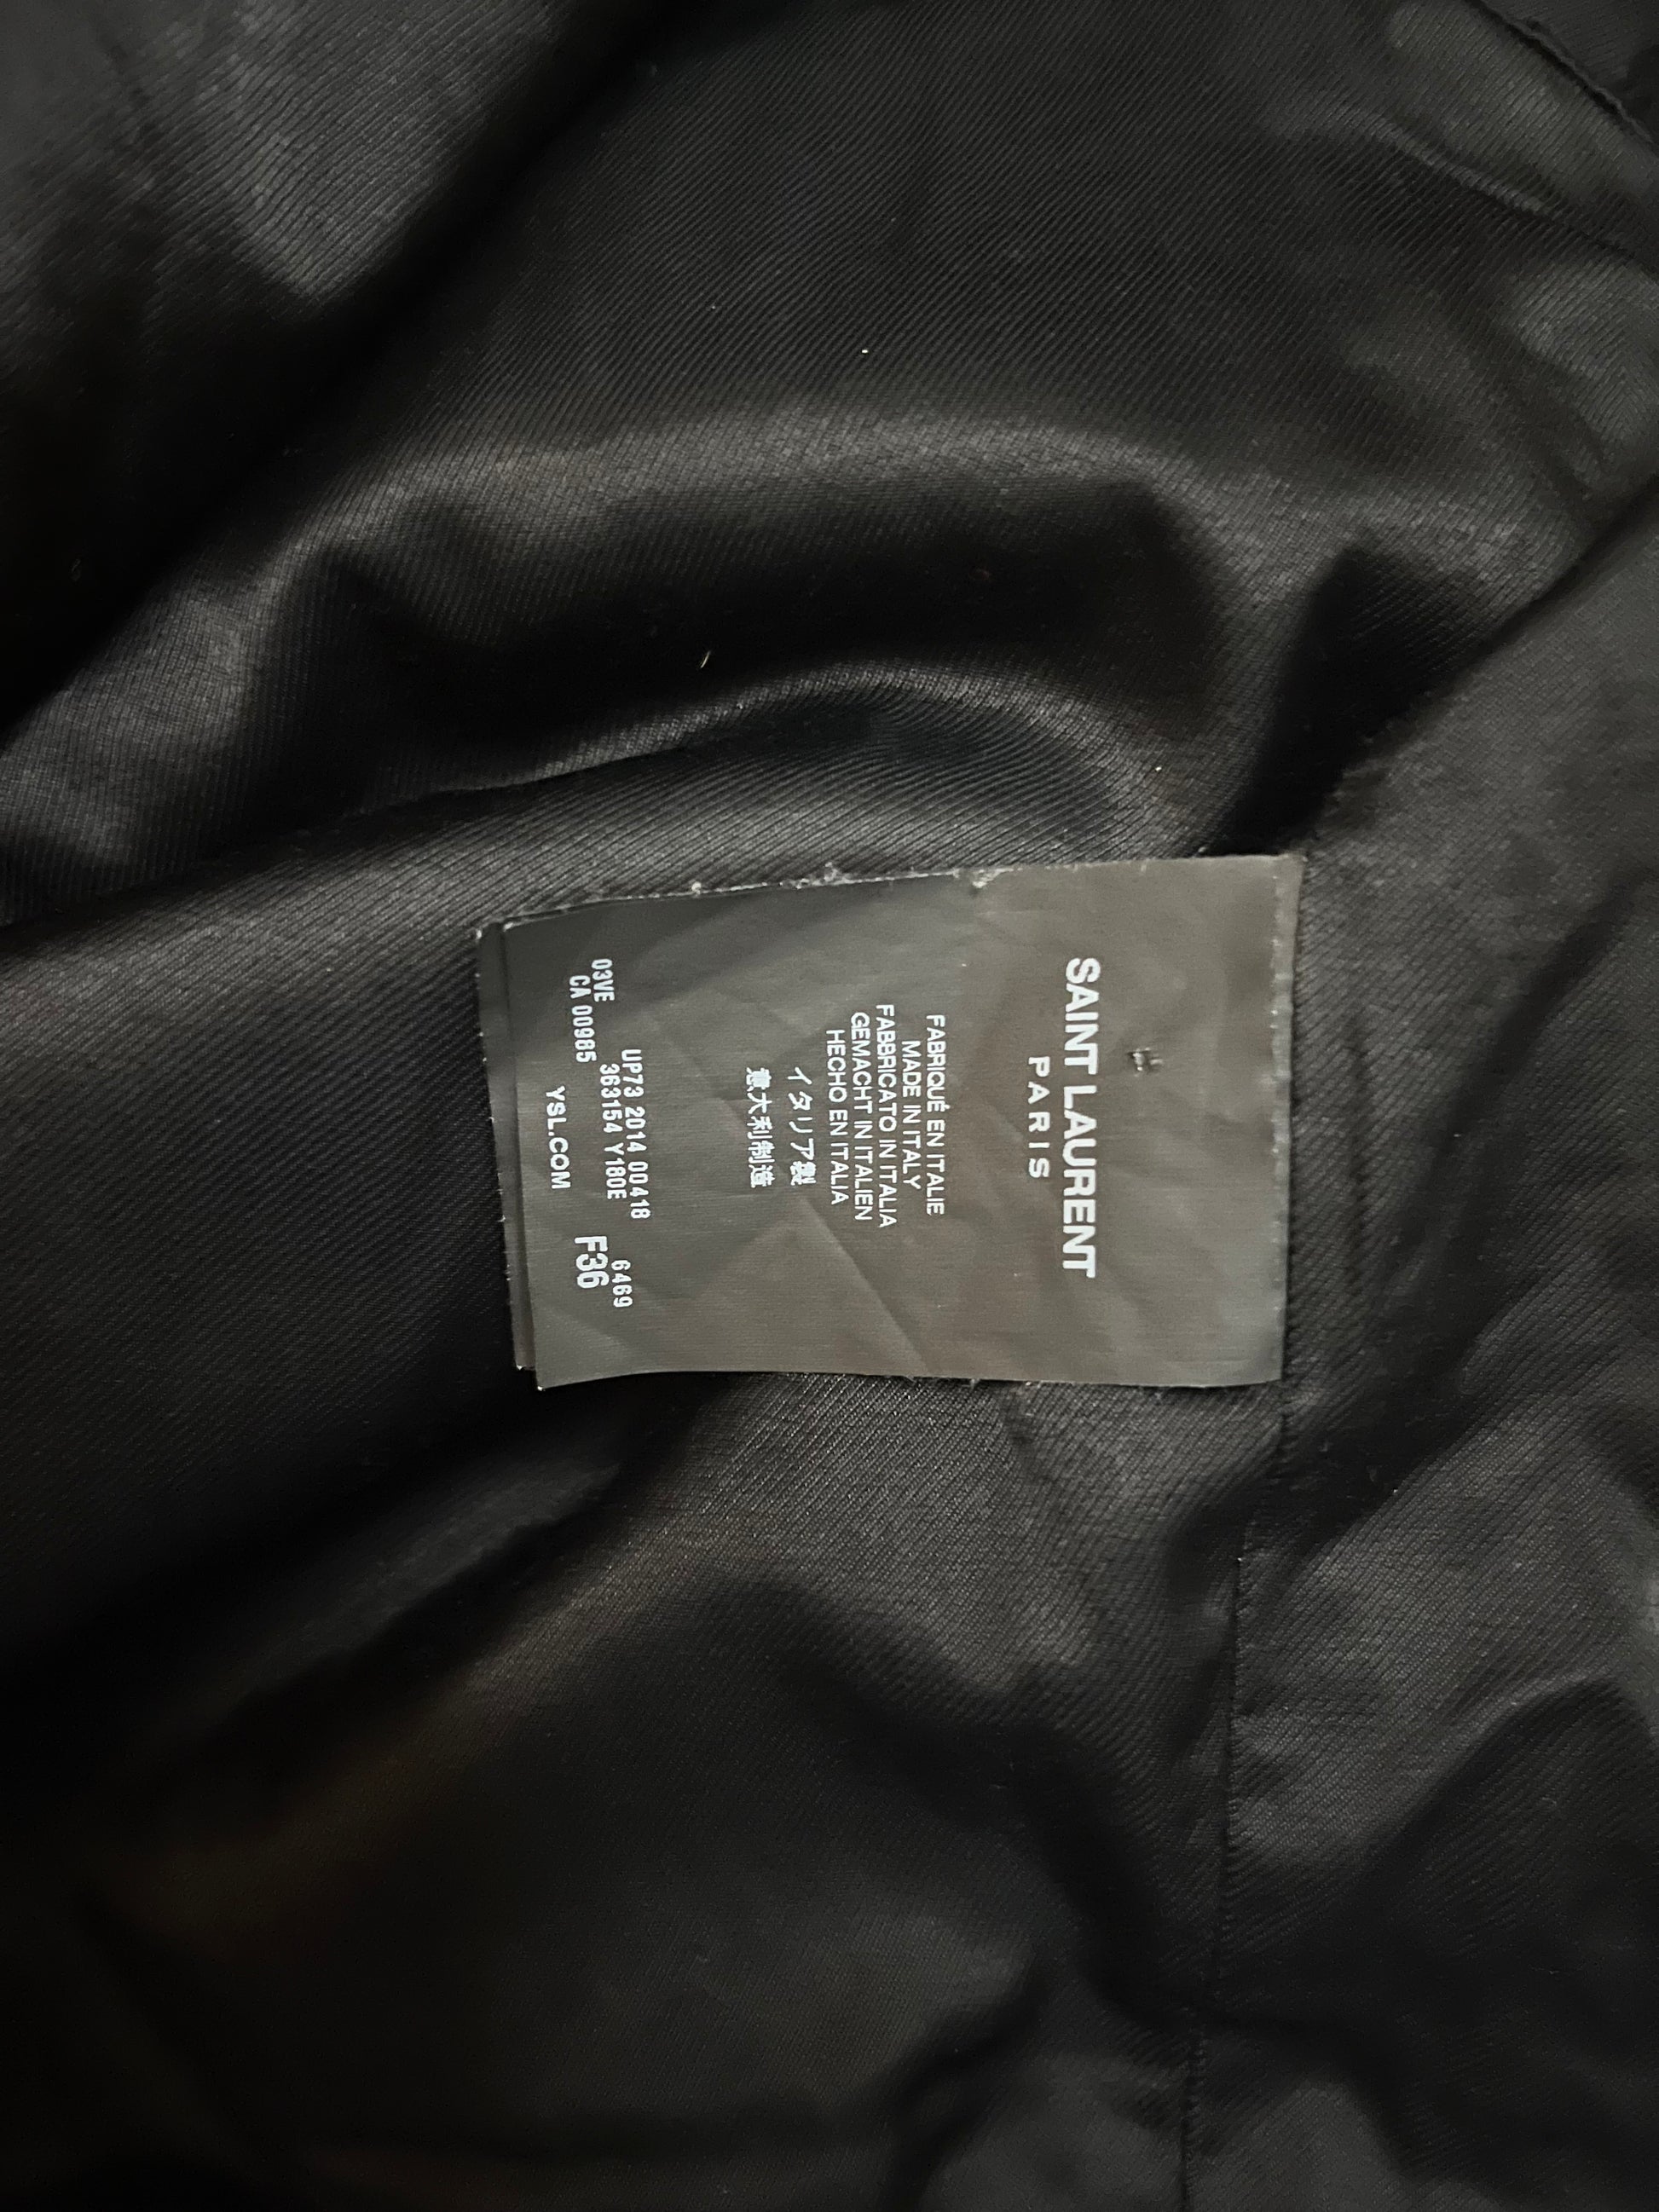 SAINT LAURENT
PARIS
FABRIQUÉ EN ITALIE
MADE IN ITALY
FABBRICATO IN ITALIA
GEMACHT IN ITALIEN
HECHO EN ITALIA
イタリア製
意大利制造
UP73 2014 00418 6469
03VE 363154 Y180E F36
CA 00985
YSL.COM